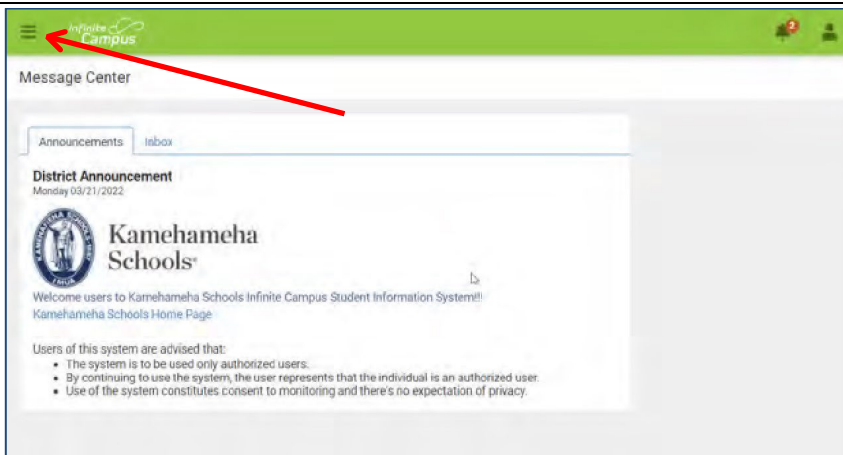 Infinite
Campus
2
Message Center
Announcements Inbox
District Announcement
Monday 03/21/2022
Kamehameha
Schools
Welcome users to Kamehameha Schools Infinite Campus Student Information System!!!
Kamehameha Schools Home Page
Users of this system are advised that:
• The system is to be used only authorized users.
• By continuing to use the system, the user represents that the individual is an authorized user.
• Use of the system constitutes consent to monitoring and there's no expectation of privacy.